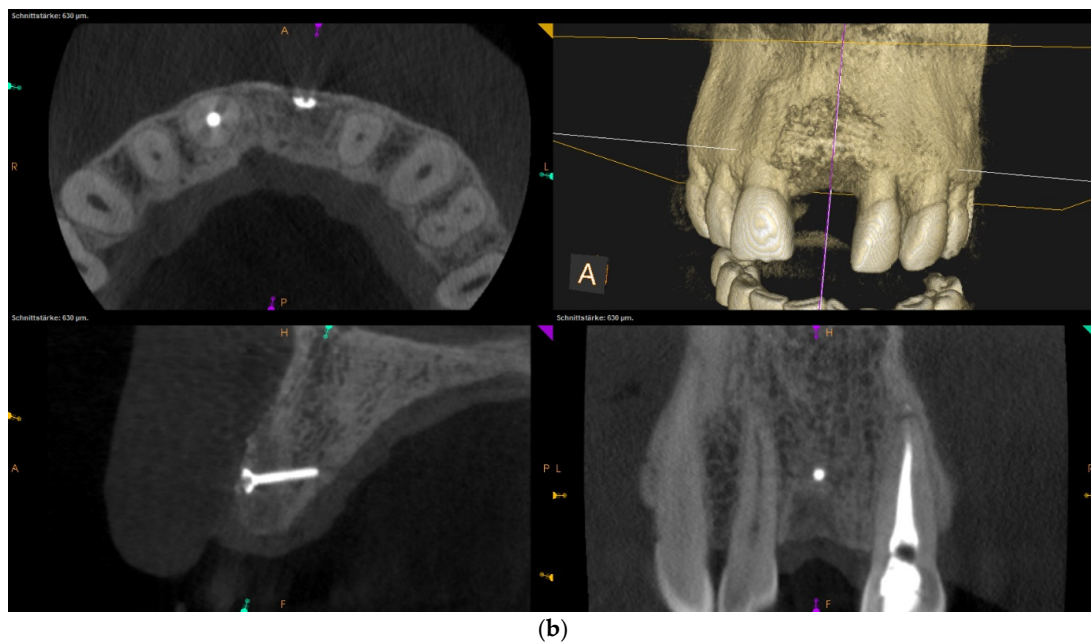 Schnittstärke: 630 µm.
A
R
L
P
A
Schnittstärke: 630 µm.
H
A
P
F
Schnittstärke: 630 µm.
H
L
R
F
(b)